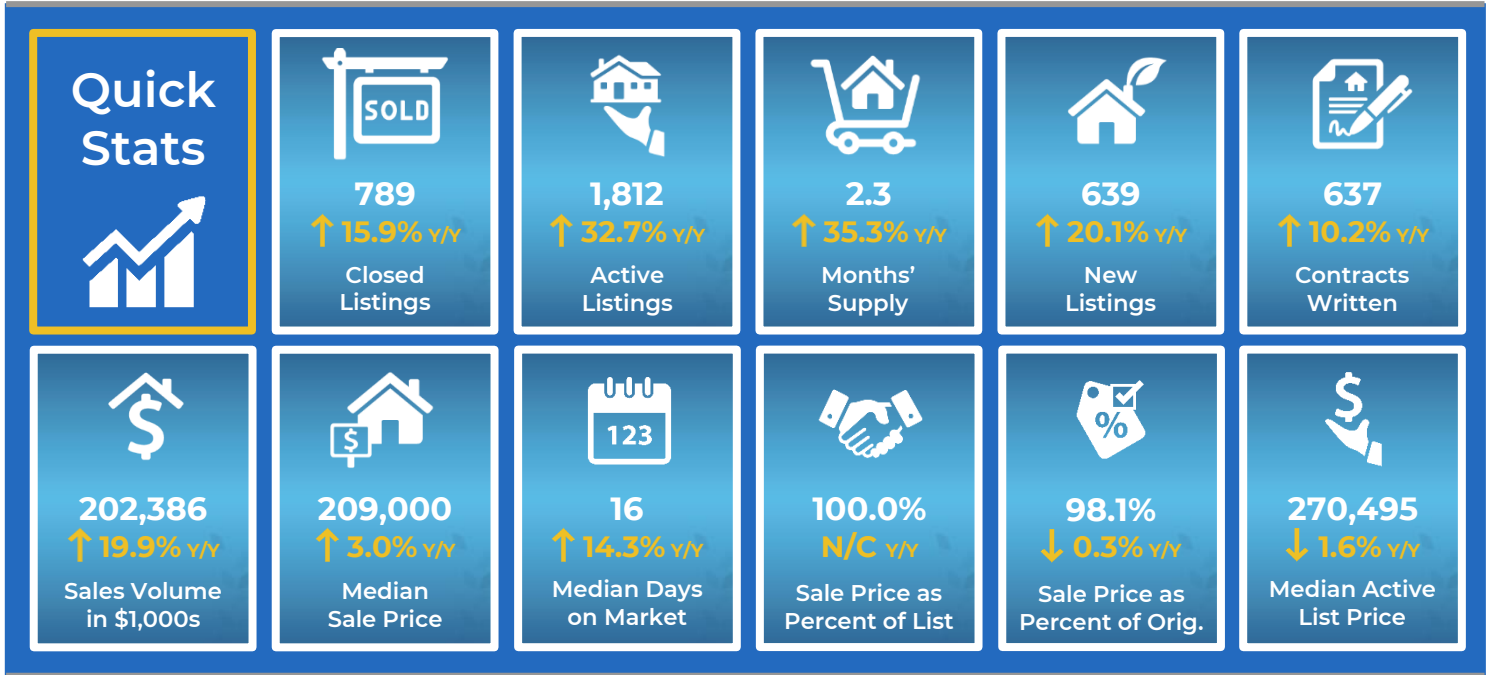 Quick
Stats
SOLD
789
↑ 15.9% Y/Y
Closed
Listings
1,812
↑ 32.7% Y/Y
Active
Listings
2.3
↑ 35.3% Y/Y
Months’
Supply
639
↑ 20.1% Y/Y
New
Listings
637
↑ 10.2% Y/Y
Contracts
Written
$
202,386
↑ 19.9% Y/Y
Sales Volume
in $1,000s
$
209,000
↑ 3.0% Y/Y
Median
Sale Price
123
16
↑ 14.3% Y/Y
Median Days
on Market
100.0%
N/C Y/Y
Sale Price as
Percent of List
%
98.1%
↓ 0.3% Y/Y
Sale Price as
Percent of Orig.
$
270,495
↓ 1.6% Y/Y
Median Active
List Price